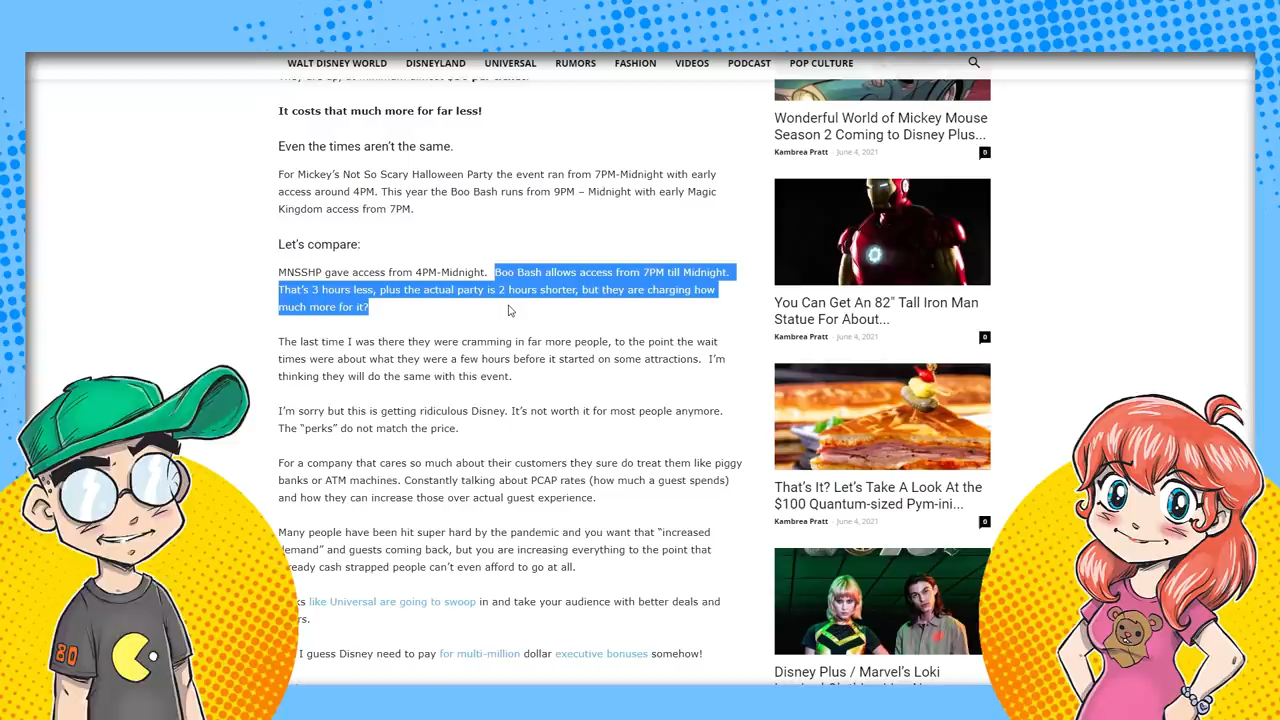 WALT DISNEY WORLD DISNEYLAND UNIVERSAL RUMORS FASHION VIDEOS PODCAST POP CULTURE
It costs that much more for far less!
Even the times aren't the same.
For Mickey's Not So Scary Halloween Party the event ran from 7PM-Midnight with early
access around 4PM. This year the Boo Bash runs from 9PM – Midnight with early Magic
Kingdom access from 7PM.
Let's compare:
MNSSHP gave access from 4PM-Midnight. Boo Bash allows access from 7PM till Midnight.
That's 3 hours less, plus the actual party is 2 hours shorter, but they are charging how
much more for it?
The last time I was there they were cramming in far more people, to the point the wait
times were about what they were a few hours before it started on some attractions. I'm
thinking they will do the same with this event.
I'm sorry but this is getting ridiculous Disney. It's not worth it for most people anymore.
The "perks" do not match the price.
For a company that cares so much about their customers they sure do treat them like piggy
banks or ATM machines. Constantly talking about PCAP rates (how much a guest spends)
and how they can increase those over actual guest experience.
Many people have been hit super hard by the pandemic and you want that "increased
demand" and guests coming back, but you are increasing everything to the point that
already cash strapped people can't even afford to go at all.
like Universal are going to swoop in and take your audience with better deals and
I guess Disney need to pay for multi-million dollar executive bonuses somehow!
Wonderful World of Mickey Mouse
Season 2 Coming to Disney Plus...
Kambrea Pratt - June 4, 2021 0
You Can Get An 82" Tall Iron Man
Statue For About...
Kambrea Pratt - June 4, 2021 0
That's It? Let's Take A Look At the
$100 Quantum-sized Pym-ini...
Kambrea Pratt - June 4, 2021 0
Disney Plus / Marvel's Loki
80